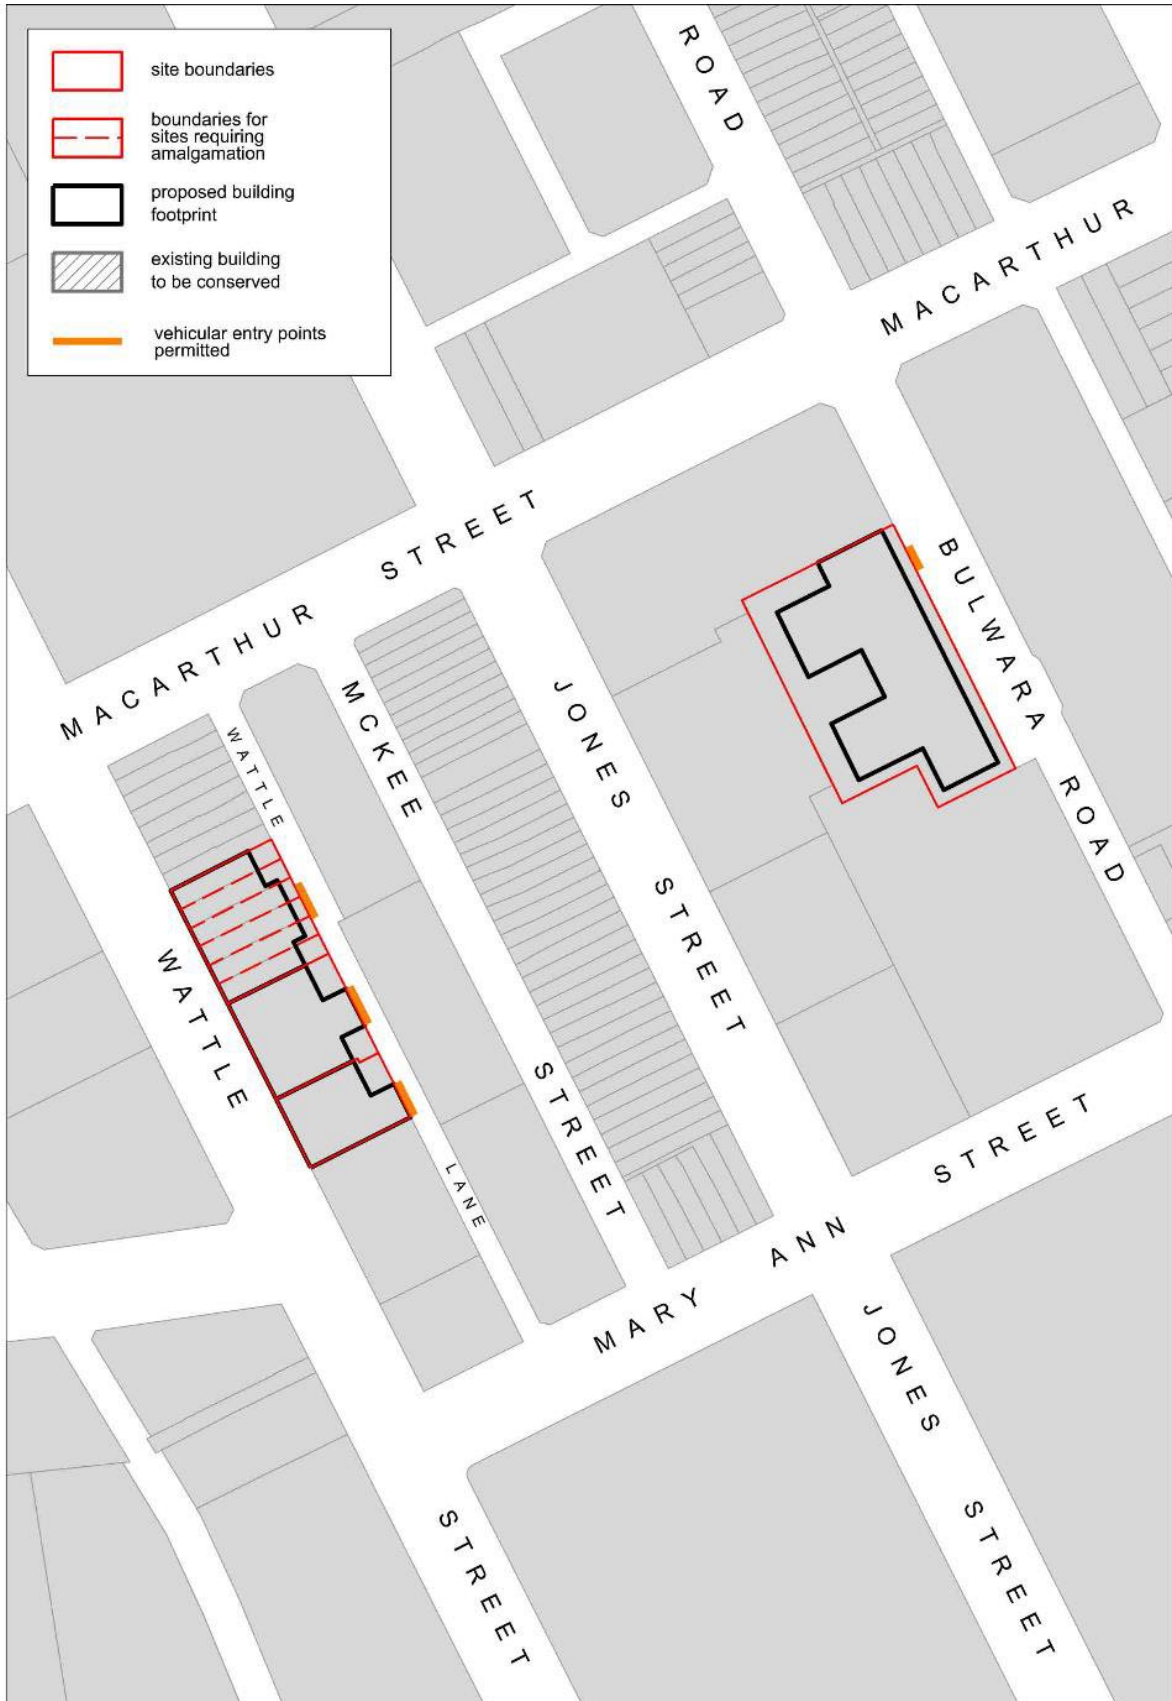 site boundaries
boundaries for
sites requiring
amalgamation
proposed building
footprint
existing building
to be conserved
vehicular entry points
permitted
ROAD
MACARTHUR
MACARTHUR STREET
BULWARA ROAD
WATTLE LANE
MCKEE STREET
JONES STREET
WATTLE STREET
MARY ANN STREET
JONES STREET